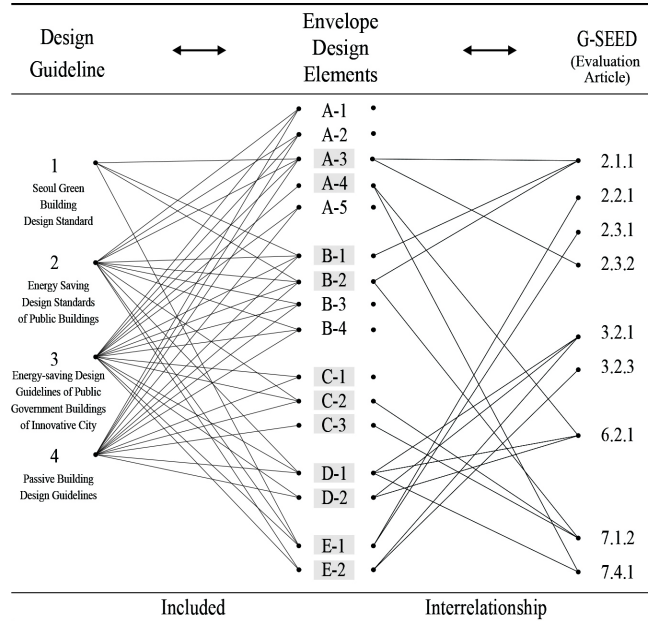 Design
Guideline
Envelope
Design
Elements
G-SEED
(Evaluation
Article)
1
Seoul Green
Building
Design Standard
2
Energy Saving
Design Standards
of Public Buildings
3
Energy-saving Design
Guidelines of Public
Government Buildings
of Innovative City
4
Passive Building
Design Guidelines
A-1
A-2
A-3
A-4
A-5
B-1
B-2
B-3
B-4
C-1
C-2
C-3
D-1
D-2
E-1
E-2
2.1.1
2.2.1
2.3.1
2.3.2
3.2.1
3.2.3
6.2.1
7.1.2
7.4.1
Included
Interrelationship